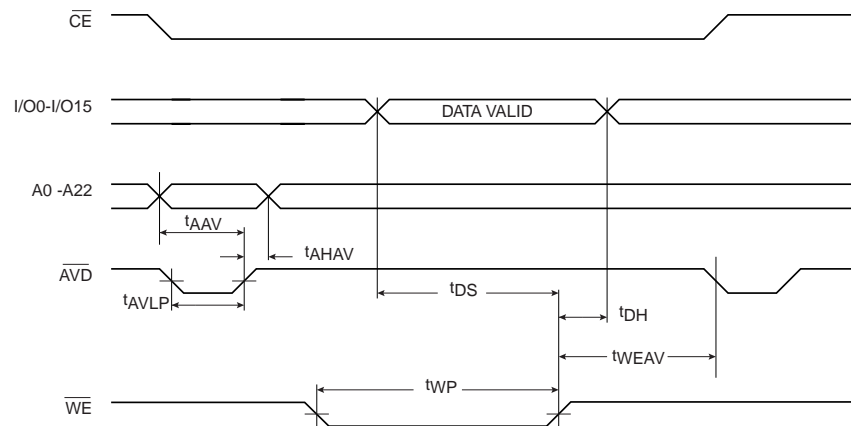 CE
I/O0-I/O15
DATA VALID
A0 -A22
tAAV
tAHAV
AVD
tAVLP
tDS
tDH
tWEAV
tWP
WE